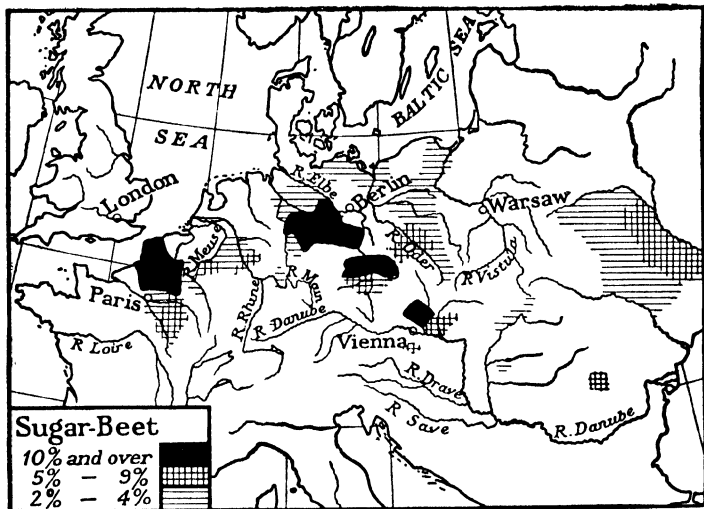 NORTH
SEA
BALTIC SEA
London
R. Elbe
Berlin
Warsaw
R. Meuse
R. Oder
R. Vistula
Paris
R. Rhine
R. Main
R. Danube
Vienna
R. Loire
R. Drave
R. Save
R. Danube
Sugar-Beet
10% and over
5% – 9%
2% – 4%